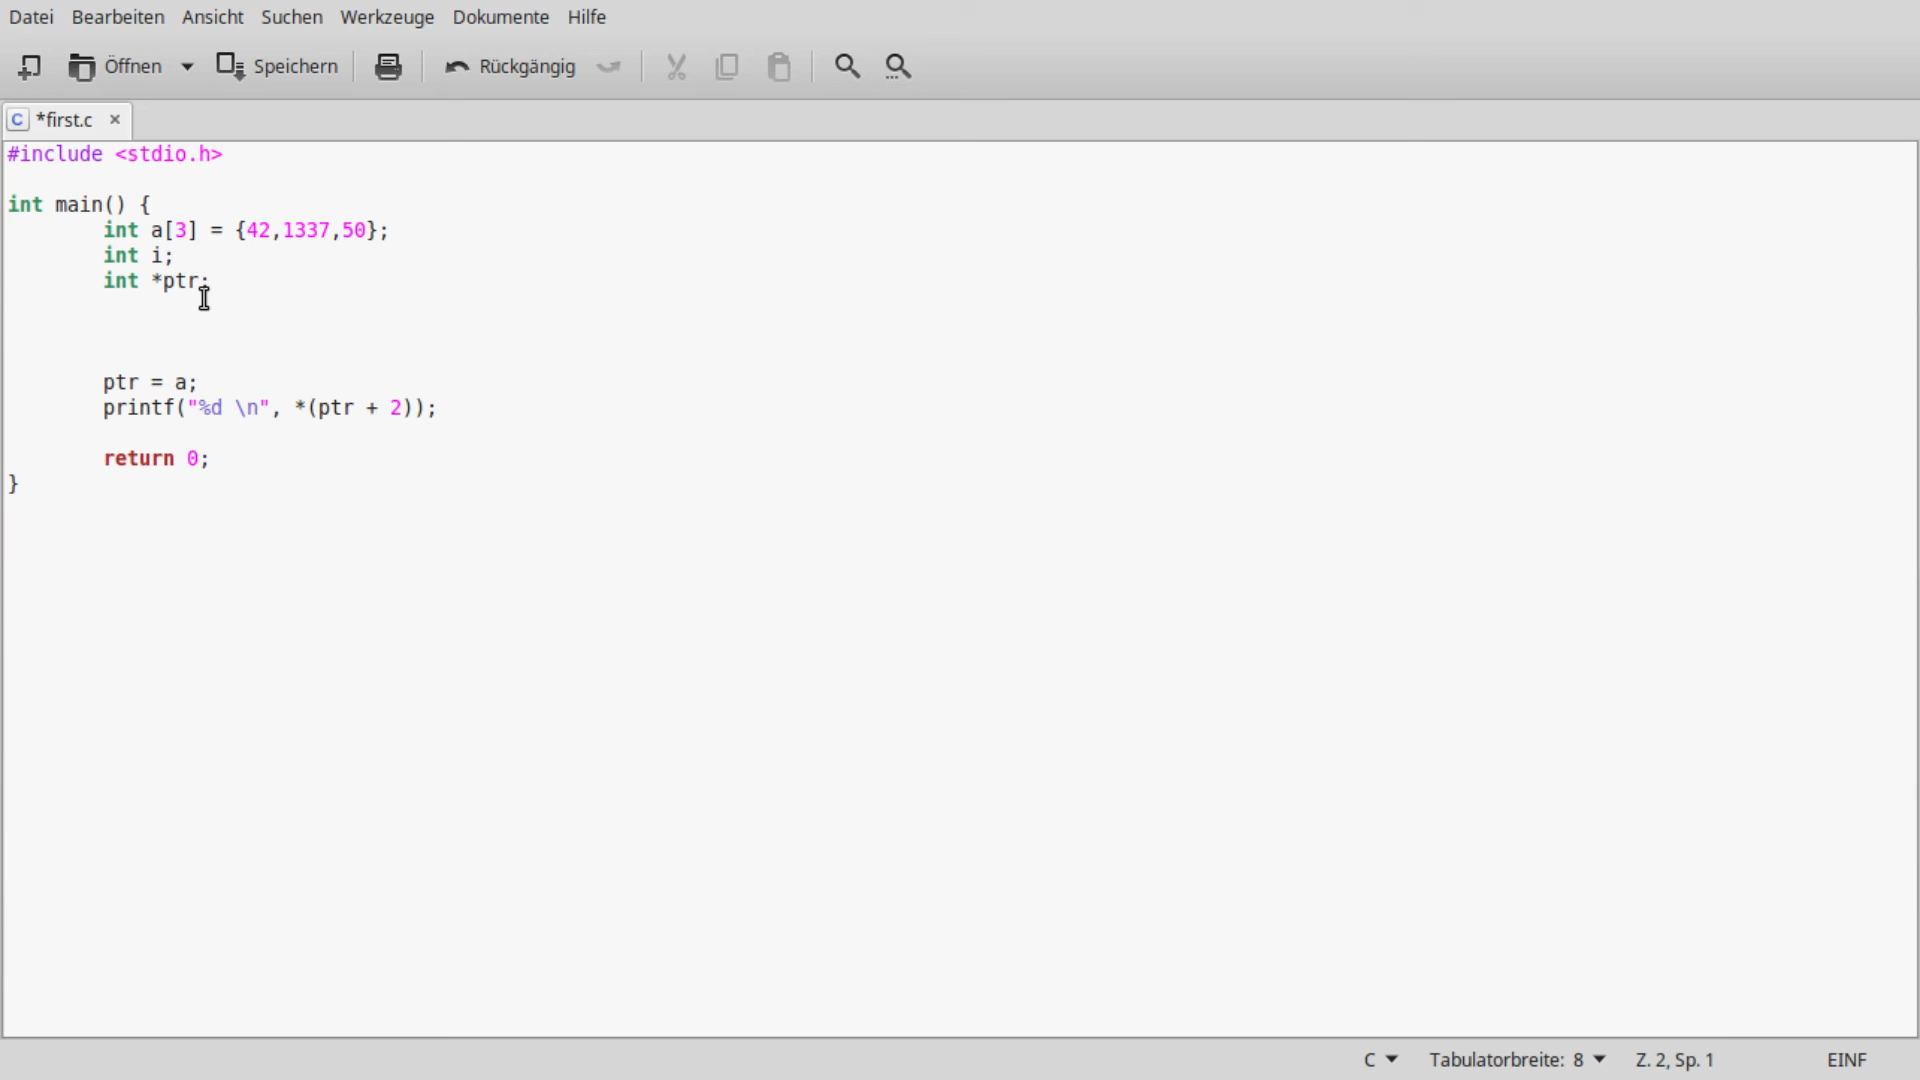 Datei Bearbeiten Ansicht Suchen Werkzeuge Dokumente Hilfe
Öffnen Speichern Rückgängig
C *first.c ×
#include <stdio.h>
int main() {
int a[3] = {42,1337,50};
int i;
int *ptr;
ptr = a;
printf("%d \n", *(ptr + 2));
return 0;
}
C Tabulatorbreite: 8 Z. 2, Sp. 1 EINF